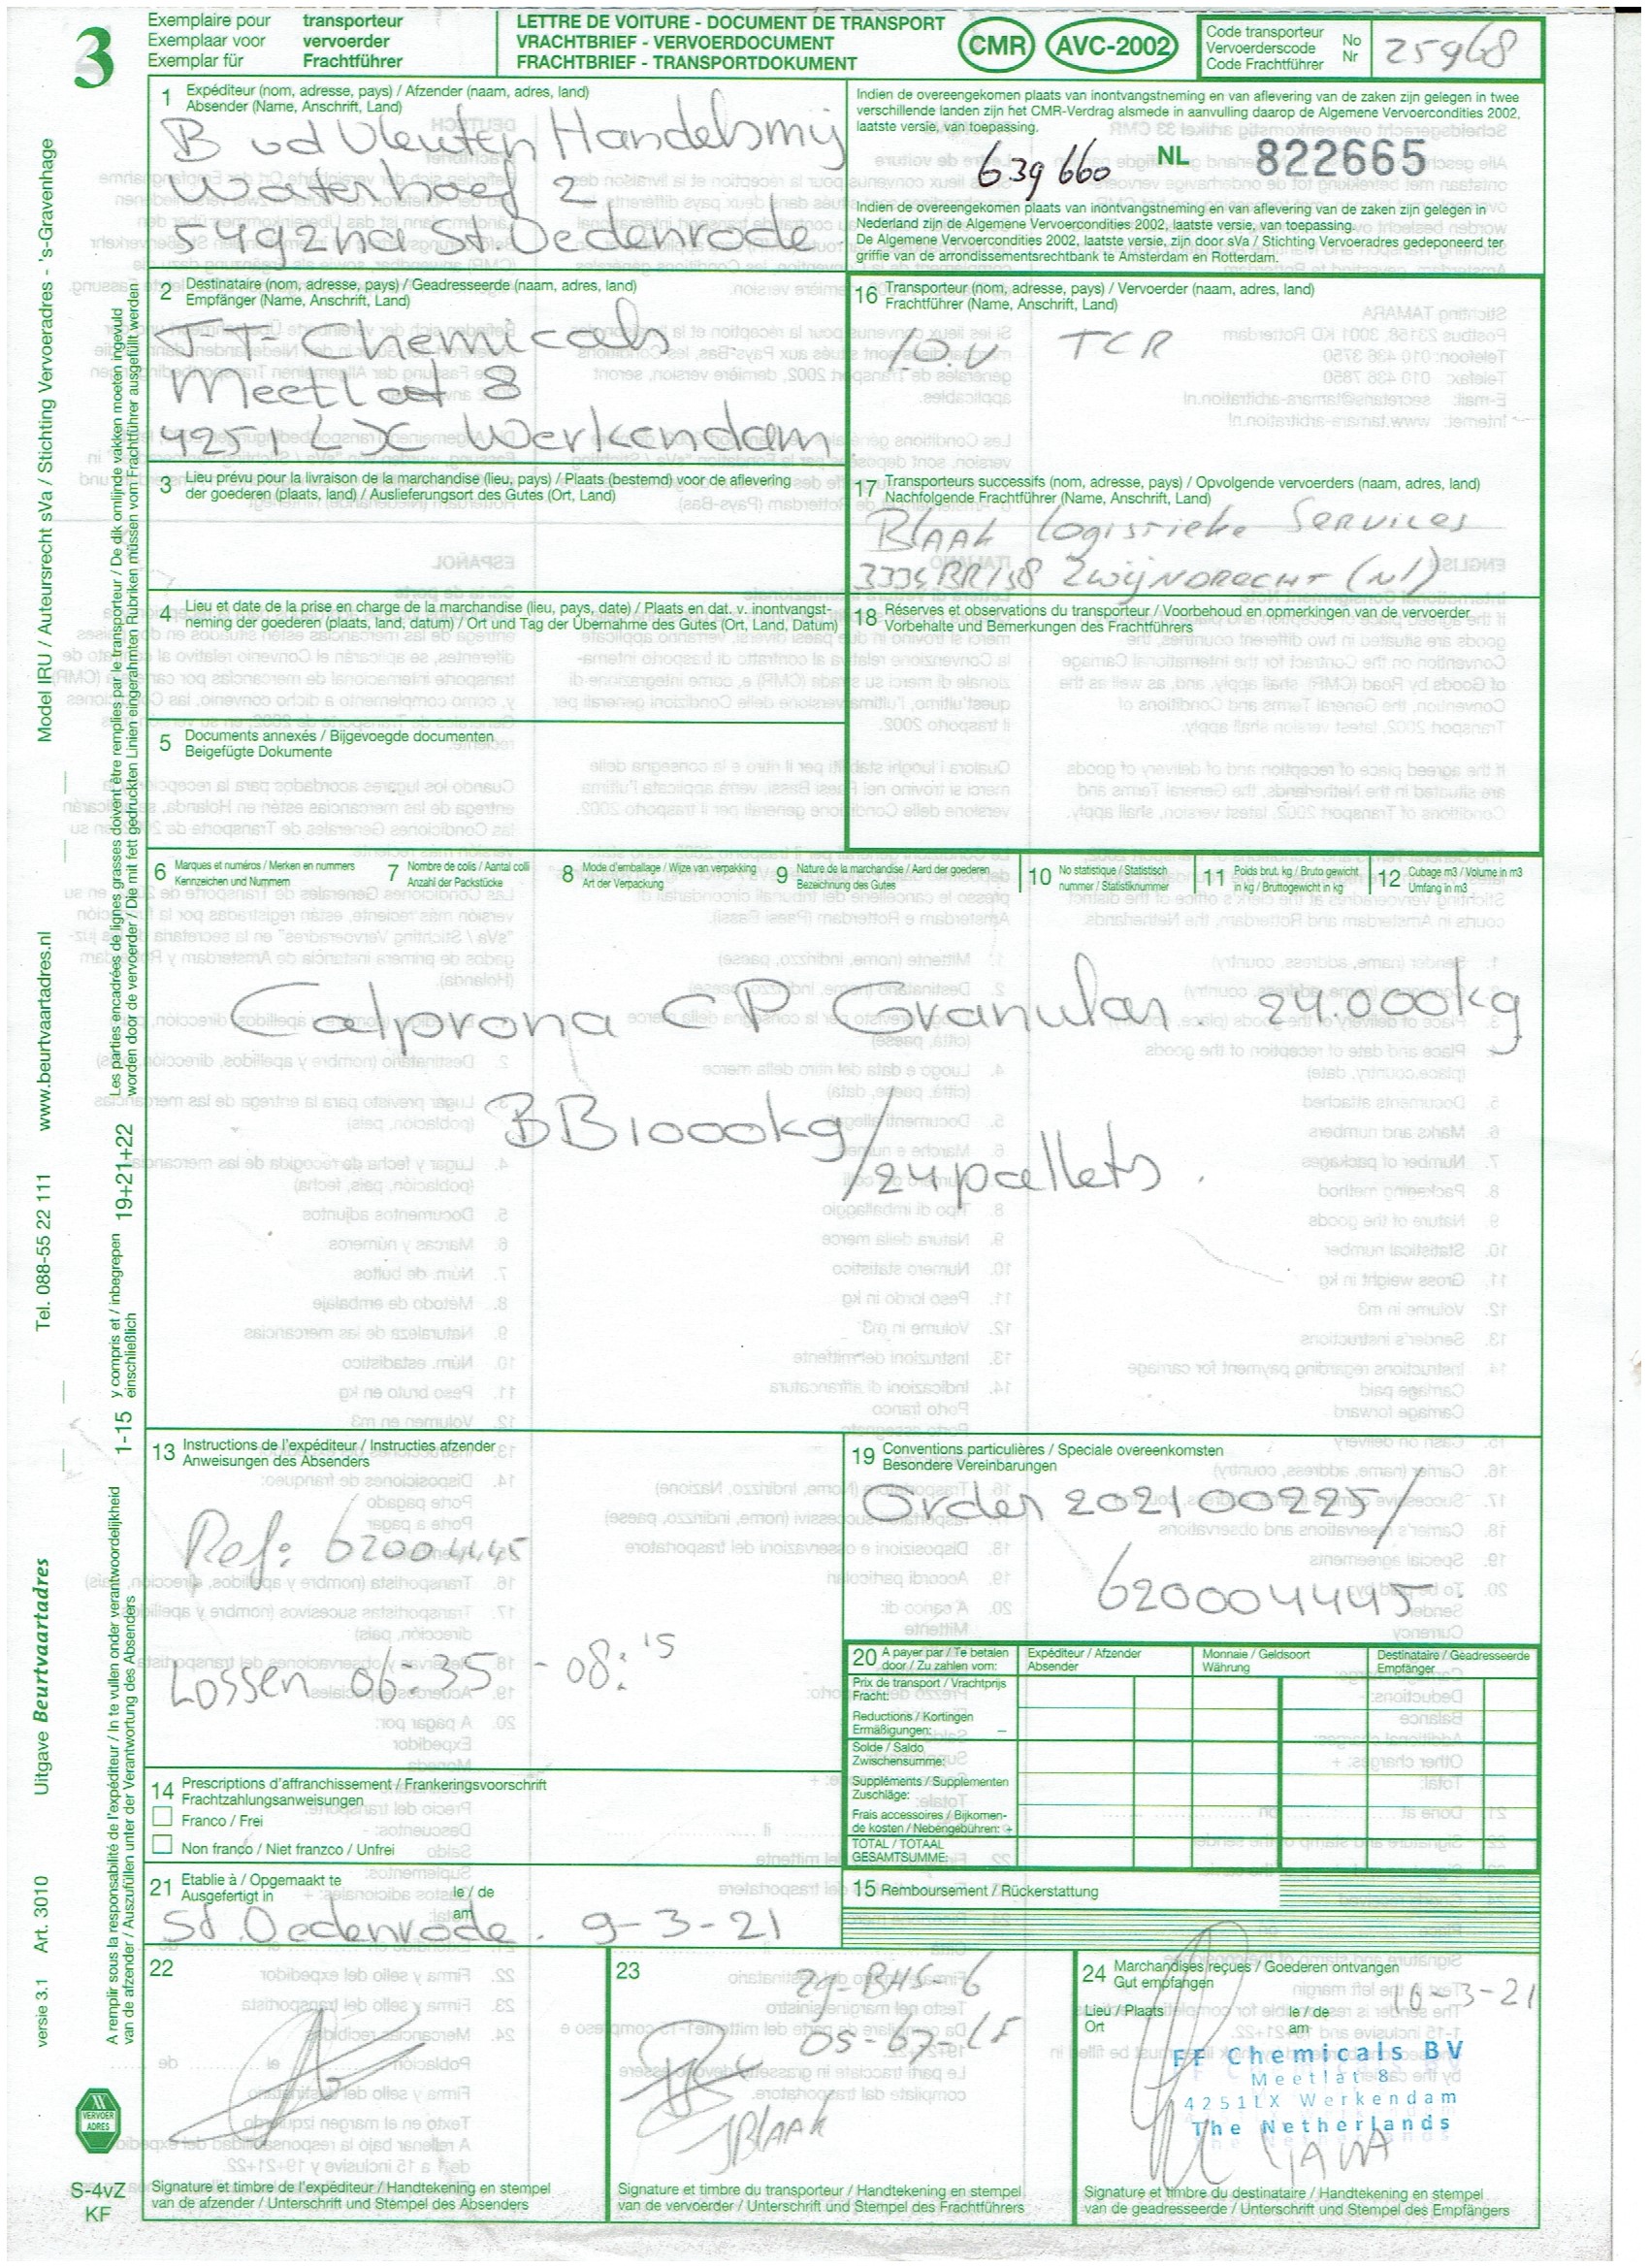 3
Exemplaire pour transporteur
Exemplaar voor vervoerder
Exemplar für Frachtführer
LETTRE DE VOITURE - DOCUMENT DE TRANSPORT
VRACHTBRIEF - VERVOERDOCUMENT
FRACHTBRIEF - TRANSPORTDOKUMENT
CMR AVC-2002
Code transporteur No
Vervoerderscode Nr
Code Frachtführer
25968
1 Expéditeur (nom, adresse, pays) / Afzender (naam, adres, land)
Absender (Name, Anschrift, Land)
B vd Vleuten Handelsmij
Waterhoef 2
5492 St Oedenrode
Indien de overeengekomen plaats van inontvangstneming en van aflevering van de zaken zijn gelegen in twee
verschillende landen zijn het CMR-Verdrag alsmede in aanvulling daarop de Algemene Vervoercondities 2002,
laatste versie, van toepassing.
639 660 NL 822665
Indien de overeengekomen plaats van inontvangstneming en van aflevering van de zaken zijn gelegen in
Nederland zijn de Algemene Vervoercondities 2002, laatste versie, van toepassing.
De Algemene Vervoercondities 2002, laatste versie, zijn door sVa / Stichting Vervoeradres gedeponeerd ter
griffie van de arrondissementsrechtbank te Amsterdam en Rotterdam.
2 Destinataire (nom, adresse, pays) / Geadresseerde (naam, adres, land)
Empfänger (Name, Anschrift, Land)
FF Chemicals
Meetlat 8
4251 LX Werkendam
16 Transporteur (nom, adresse, pays) / Vervoerder (naam, adres, land)
Frachtführer (Name, Anschrift, Land)
TCR
3 Lieu prévu pour la livraison de la marchandise (lieu, pays) / Plaats (bestemd) voor de aflevering
der goederen (plaats, land) / Auslieferungsort des Gutes (Ort, Land)
17 Transporteurs successifs (nom, adresse, pays) / Opvolgende vervoerders (naam, adres, land)
Nachfolgende Frachtführer (Name, Anschrift, Land)
BLAAK Logistieke Services
3334 BR/138 ZWIJNDRECHT (Nl)
4 Lieu et date de la prise en charge de la marchandise (lieu, pays, date) / Plaats en dat. v. inontvangst-
neming der goederen (plaats, land, datum) / Ort und Tag der Übernahme des Gutes (Ort, Land, Datum)
18 Réserves et observations du transporteur / Voorbehoud en opmerkingen van de vervoerder
Vorbehalte und Bemerkungen des Frachtführers
5 Documents annexés / Bijgevoegde documenten
Beigefügte Dokumente
6 Marques et numéros / Merken en nummers
Kennzeichen und Nummern
7 Nombre de colis / Aantal colli
Anzahl der Packstücke
8 Mode d'emballage / Wijze van verpakking
Art der Verpackung
9 Nature de la marchandise / Aard der goederen
Bezeichnung des Gutes
10 No statistique / Statistisch
nummer / Statistiknummer
11 Poids brut, kg / Bruto gewicht
in kg / Bruttogewicht in kg
12 Cubage m3 / Volume in m3
Umfang in m3
Calprona CP Granular. 24.000kg
BB1000kg
/24pallets.
13 Instructions de l'expéditeur / Instructies afzender
Anweisungen des Absenders
Ref: 62004445
Lossen 06:35 - 08:15
19 Conventions particulières / Speciale overeenkomsten
Besondere Vereinbarungen
Order 202100225/
620004445
20 A payer par / Te betalen
door / Zu zahlen vom:
Expéditeur / Afzender
Absender
Monnaie / Geldsoort
Währung
Destinataire / Geadresseerde
Empfänger
Prix de transport / Vrachtprijs
Fracht:
Reductions / Kortingen
Ermäßigungen: –
Solde / Saldo
Zwischensumme:
Suppléments / Supplementen
Zuschläge:
Frais accessoires / Bijkomen-
de kosten / Nebengebühren: +
TOTAL / TOTAAL
GESAMTSUMME:
14 Prescriptions d'affranchissement / Frankeringsvoorschrift
Frachtzahlungsanweisungen
Franco / Frei
Non franco / Niet franzco / Unfrei
21 Etablie à / Opgemaakt te le / de
Ausgefertigt in am
St. Oedenrode. 9-3-21
15 Remboursement / Rückerstattung
22
Signature et timbre de l'expéditeur / Handtekening en stempel
van de afzender / Unterschrift und Stempel des Absenders
23
29-BHS-6
05-67-LF
JBLAAK
Signature et timbre du transporteur / Handtekening en stempel
van de vervoerder / Unterschrift und Stempel des Frachtführers
24 Marchandises reçues / Goederen ontvangen
Gut empfangen
Lieu / Plaats le / de
Ort am
10-3-21
FF Chemicals BV
Meetlat 8
4251LX Werkendam
The Netherlands
Signature et timbre du destinataire / Handtekening en stempel
van de geadresseerde / Unterschrift und Stempel des Empfängers
Model IRU / Auteursrecht sVa / Stichting Vervoeradres - 's-Gravenhage
www.beurtvaartadres.nl
Tel. 088-55 22 111
Uitgave Beurtvaartadres
Art. 3010
versie 3.1
Les parties encadrées de lignes grasses doivent être remplies par le transporteur / De dik omlijnde vakken moeten ingevuld
worden door de vervoerder / Die mit fett gedruckten Linien eingerahmten Rubriken müssen vom Frachtführer ausgefüllt werden
19+21+22
y compris et / inbegrepen
einschließlich
1-15
A remplir sous la responsabilité de l'expéditeur / In te vullen onder verantwoordelijkheid
van de afzender / Auszufüllen unter der Verantwortung des Absenders
VERVOER
ADRES
S-4vZ
KF